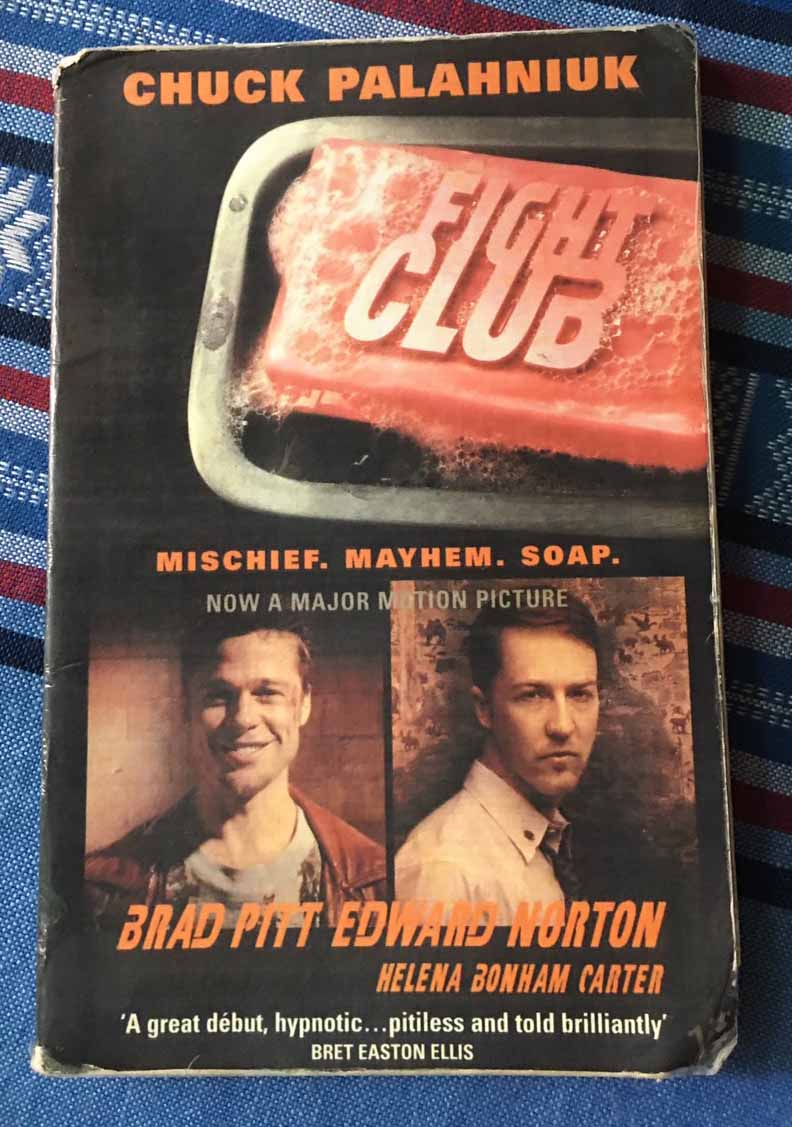 CHUCK PALAHNIUK
FIGHT
CLUB
MISCHIEF. MAYHEM. SOAP.
NOW A MAJOR MOTION PICTURE
BRAD PITT EDWARD NORTON
HELENA BONHAM CARTER
'A great début, hypnotic...pitiless and told brilliantly'
BRET EASTON ELLIS